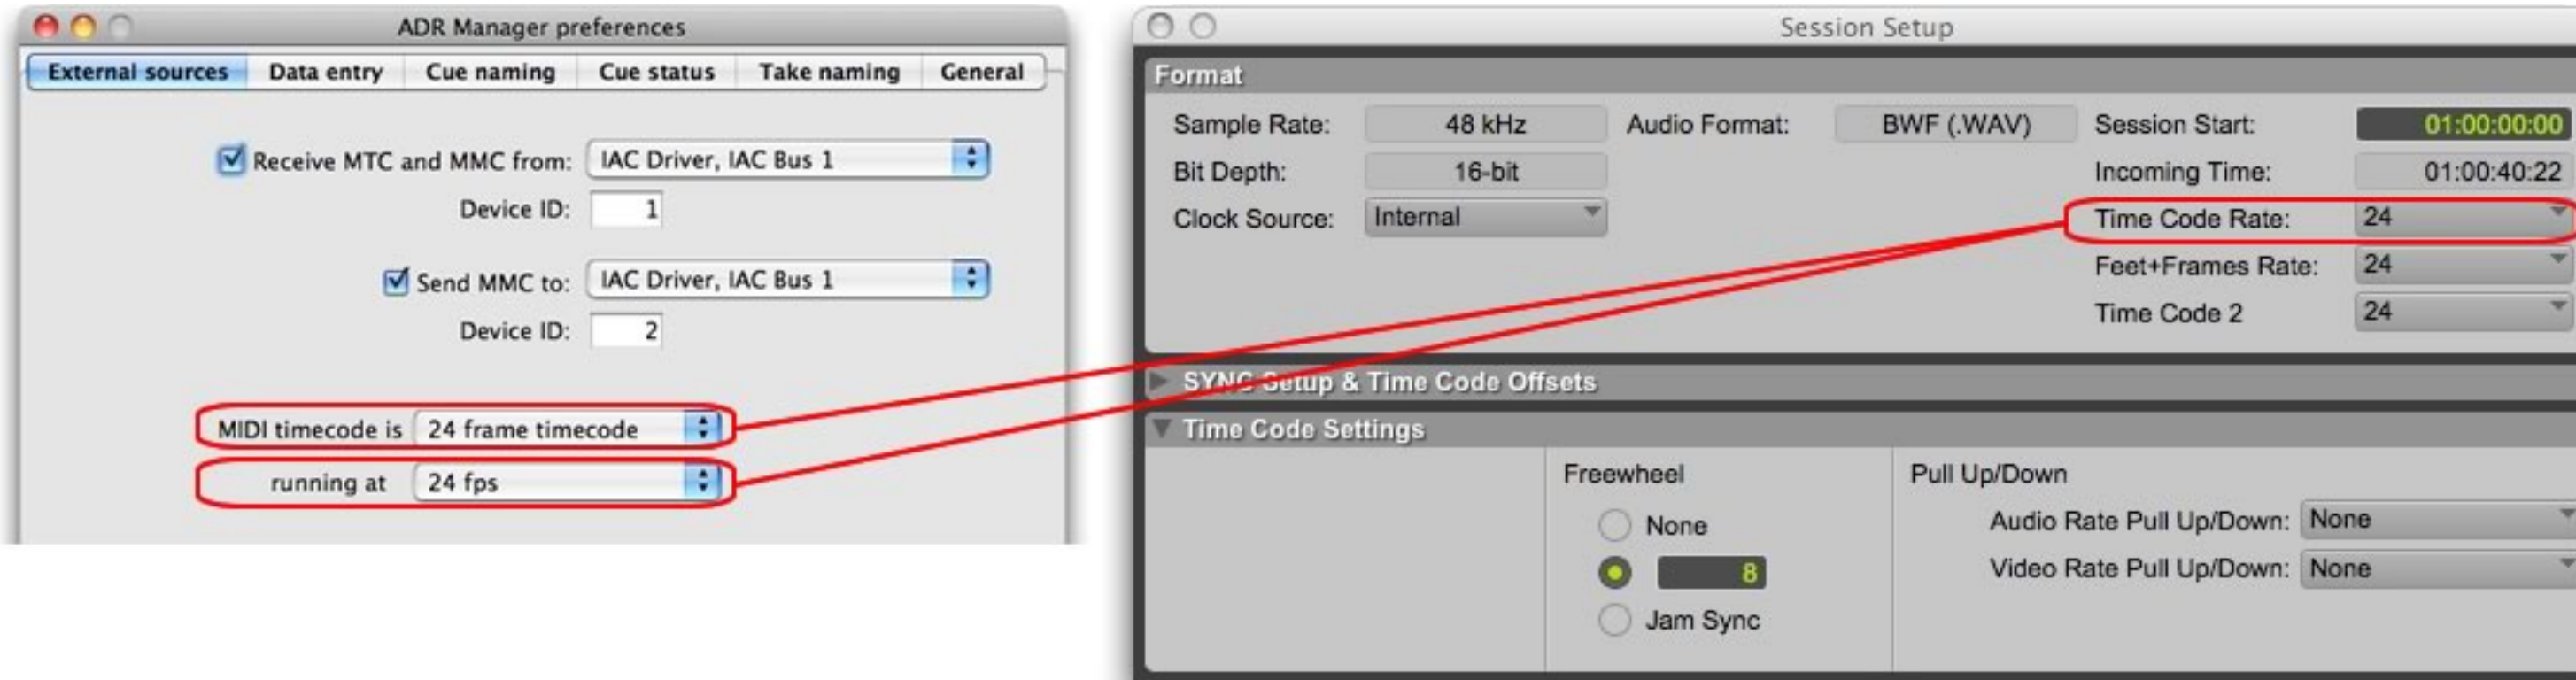 ADR Manager preferences
External sources Data entry Cue naming Cue status Take naming General
Receive MTC and MMC from: IAC Driver, IAC Bus 1
Device ID: 1
Send MMC to: IAC Driver, IAC Bus 1
Device ID: 2
MIDI timecode is 24 frame timecode
running at 24 fps
Session Setup
Format
Sample Rate: 48 kHz Audio Format: BWF (.WAV) Session Start: 01:00:00:00
Bit Depth: 16-bit Incoming Time: 01:00:40:22
Clock Source: Internal Time Code Rate: 24
Feet+Frames Rate: 24
Time Code 2 24
SYNC Setup & Time Code Offsets
Time Code Settings
Freewheel Pull Up/Down
None Audio Rate Pull Up/Down: None
8 Video Rate Pull Up/Down: None
Jam Sync